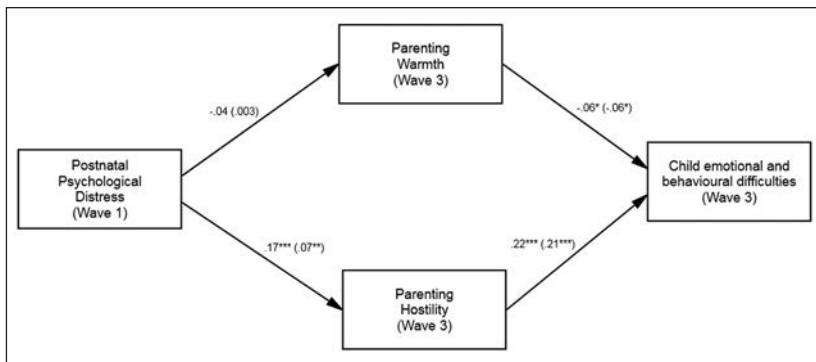 Parenting
Warmth
(Wave 3)
-.04 (.003)
-.06* (-.06*)
Postnatal
Psychological
Distress
(Wave 1)
Child emotional and
behavioural difficulties
(Wave 3)
.17*** (.07**)
.22*** (.21***)
Parenting
Hostility
(Wave 3)